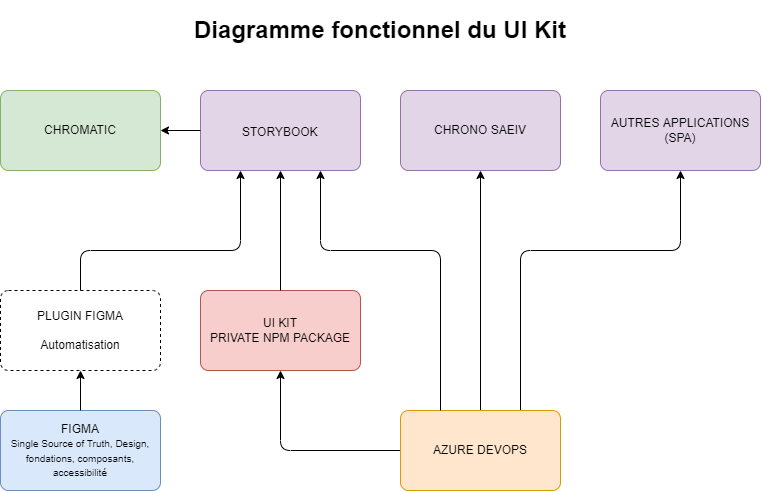 Diagramme fonctionnel du UI Kit
CHROMATIC
STORYBOOK
CHRONO SAEIV
AUTRES APPLICATIONS
(SPA)
PLUGIN FIGMA
Automatisation
UI KIT
PRIVATE NPM PACKAGE
FIGMA
Single Source of Truth, Design,
fondations, composants,
accessibilité
AZURE DEVOPS